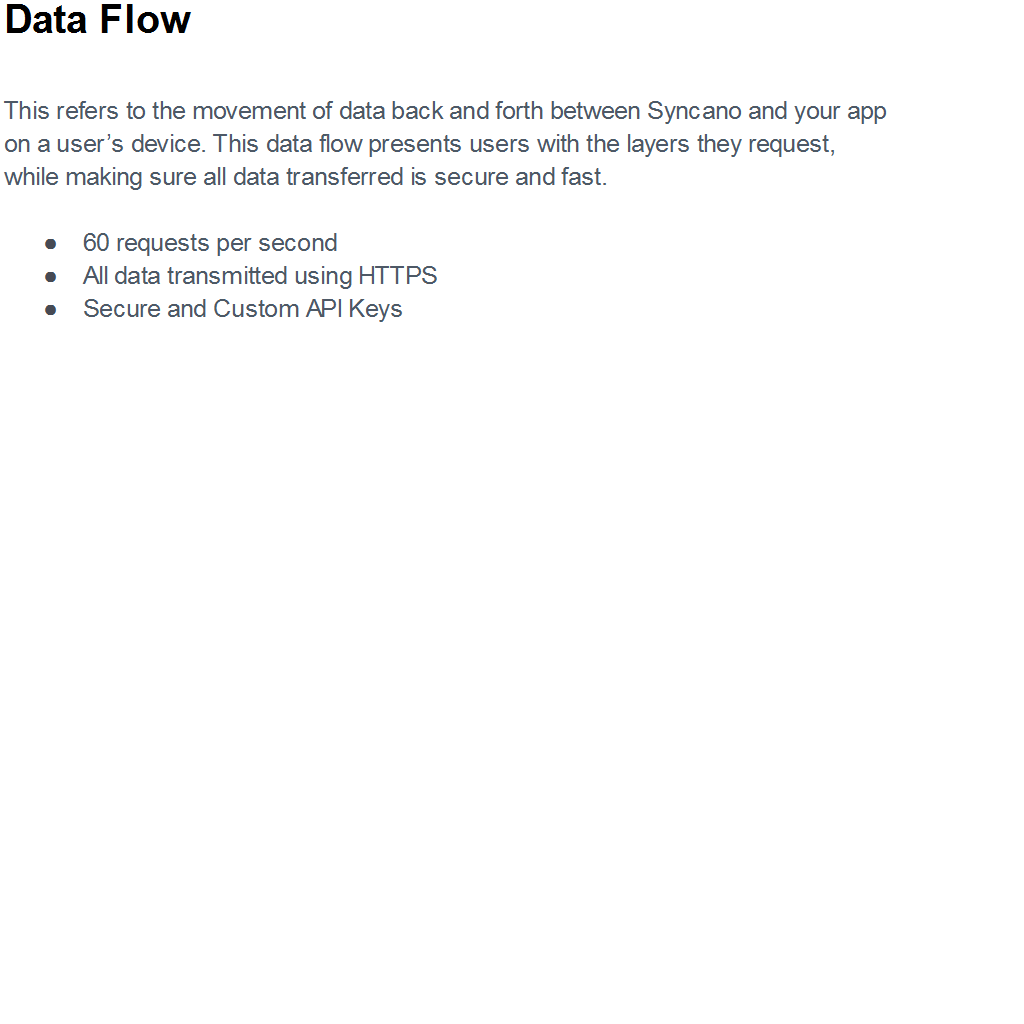 Data Flow
This refers to the movement of data back and forth between Syncano and your app
on a user’s device. This data flow presents users with the layers they request,
while making sure all data transferred is secure and fast.
● 60 requests per second
● All data transmitted using HTTPS
● Secure and Custom API Keys